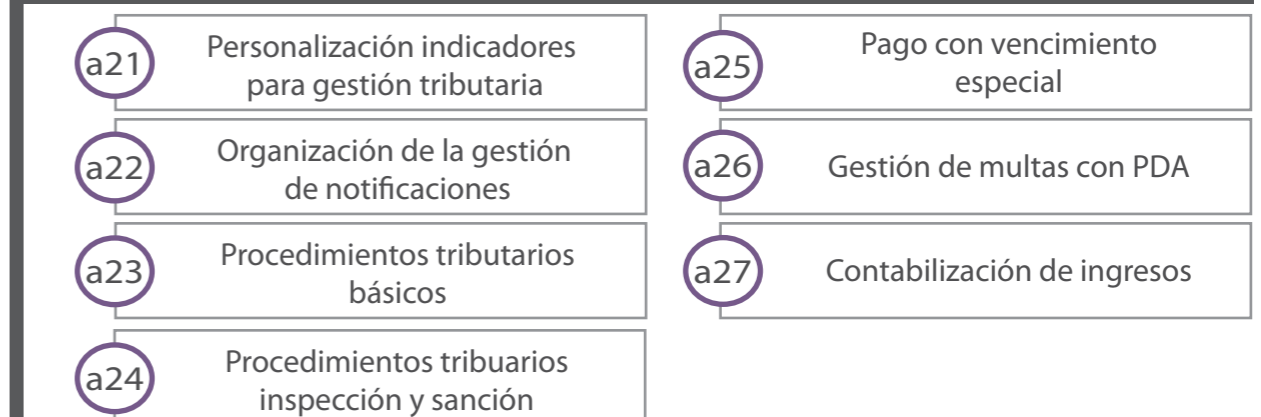 a21
Personalización indicadores
para gestión tributaria
a22
Organización de la gestión
de notificaciones
a23
Procedimientos tributarios
básicos
a24
Procedimientos tribuarios
inspección y sanción
a25
Pago con vencimiento
especial
a26
Gestión de multas con PDA
a27
Contabilización de ingresos